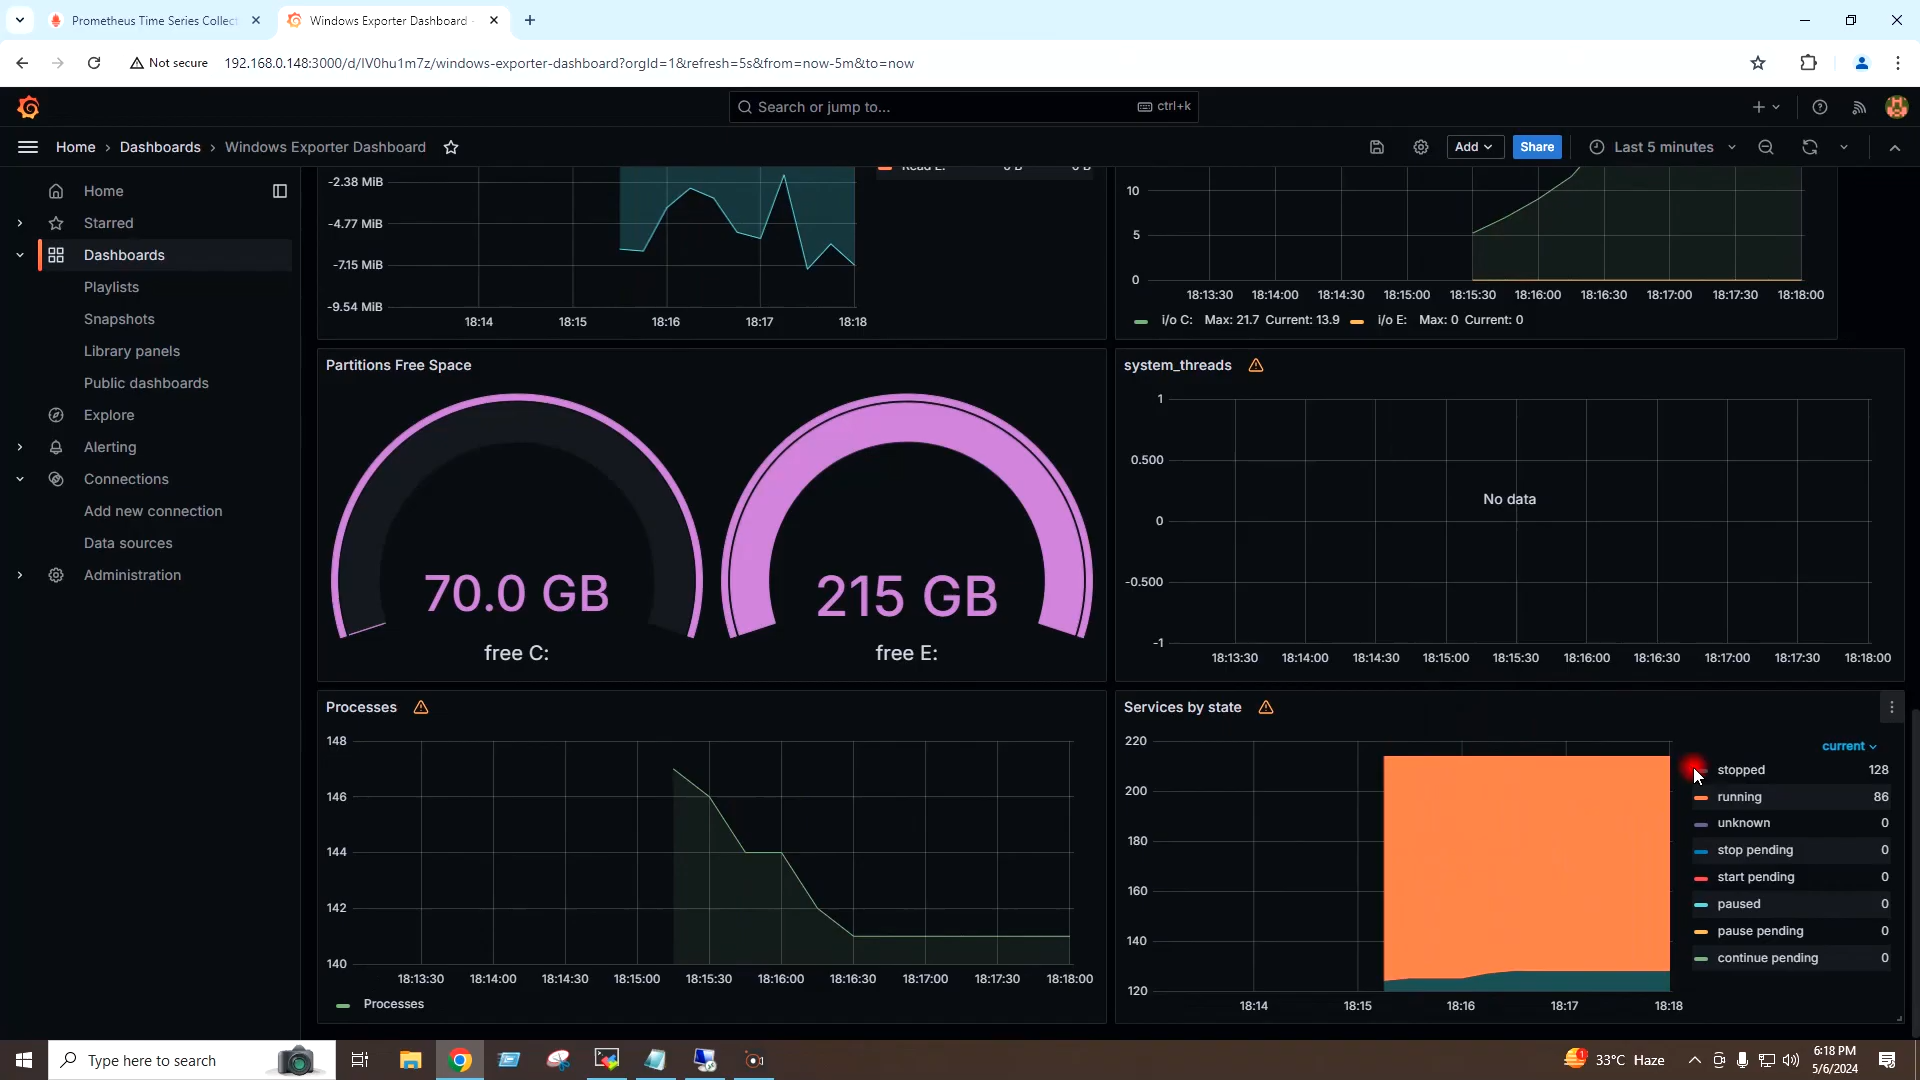 Prometheus Time Series Collect
Windows Exporter Dashboard -
Not secure
192.168.0.148:3000/d/IV0hu1m7z/windows-exporter-dashboard?orgId=1&refresh=5s&from=now-5m&to=now
Search or jump to...
ctrl+k
Home > Dashboards > Windows Exporter Dashboard
Add
Share
Last 5 minutes
Home
Starred
Dashboards
Playlists
Snapshots
Library panels
Public dashboards
Explore
Alerting
Connections
Add new connection
Data sources
Administration
-2.38 MiB
-4.77 MiB
-7.15 MiB
-9.54 MiB
18:14 18:15 18:16 18:17 18:18
10
5
0
18:13:30 18:14:00 18:14:30 18:15:00 18:15:30 18:16:00 18:16:30 18:17:00 18:17:30 18:18:00
i/o C: Max: 21.7 Current: 13.9 i/o E: Max: 0 Current: 0
Partitions Free Space
70.0 GB
free C:
215 GB
free E:
system_threads
1
0.500
0
-0.500
-1
No data
18:13:30 18:14:00 18:14:30 18:15:00 18:15:30 18:16:00 18:16:30 18:17:00 18:17:30 18:18:00
Processes
148
146
144
142
140
18:13:30 18:14:00 18:14:30 18:15:00 18:15:30 18:16:00 18:16:30 18:17:00 18:17:30 18:18:00
Processes
Services by state
220
200
180
160
140
120
18:14 18:15 18:16 18:17 18:18
current
stopped 128
running 86
unknown 0
stop pending 0
start pending 0
paused 0
pause pending 0
continue pending 0
Type here to search
33°C Haze
6:18 PM
5/6/2024